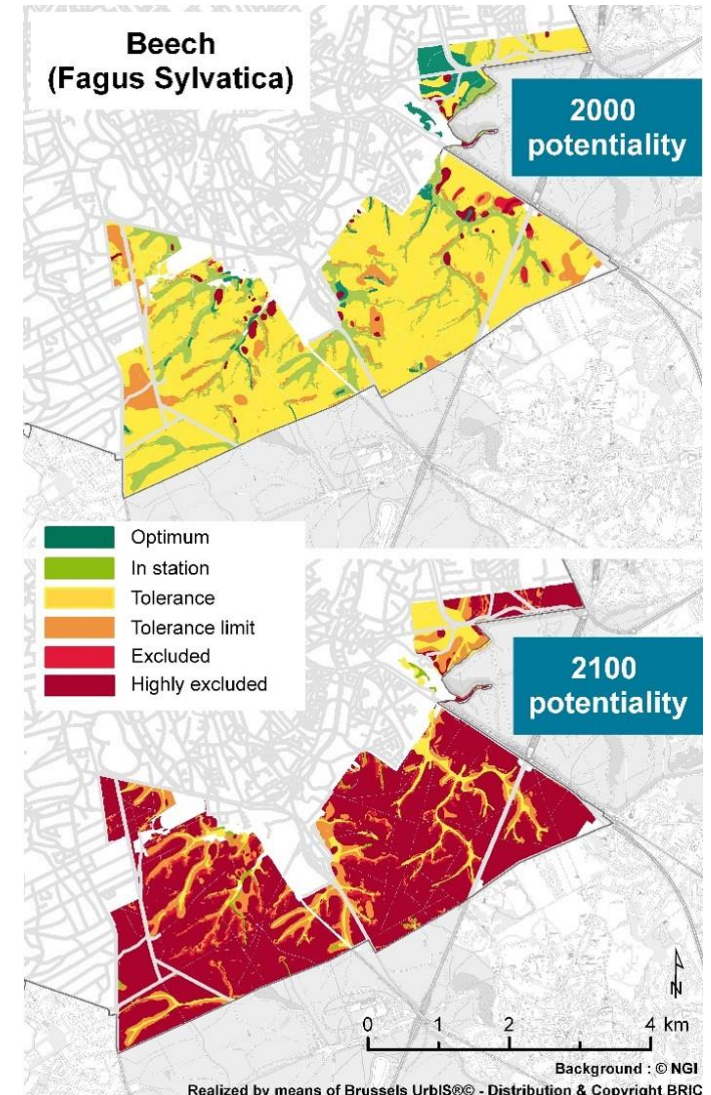 Beech
(Fagus Sylvatica)
2000
potentiality
Optimum
In station
Tolerance
Tolerance limit
Excluded
Highly excluded
2100
potentiality
N
0 1 2 4 km
Background : © NGI
Realized by means of Brussels UrbIS®© - Distribution & Copyright BRIC